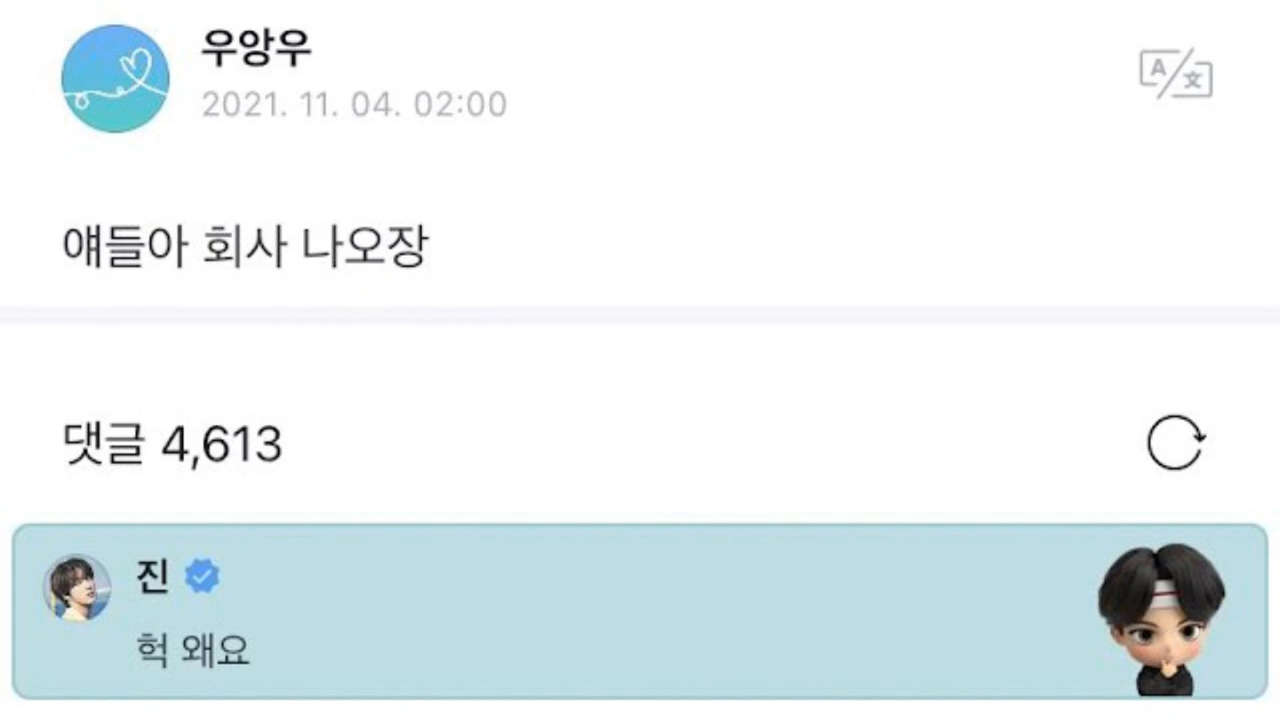 우앙우
2021. 11. 04. 02:00
A 文
얘들아 회사 나오장
댓글 4,613
진
헉 왜요